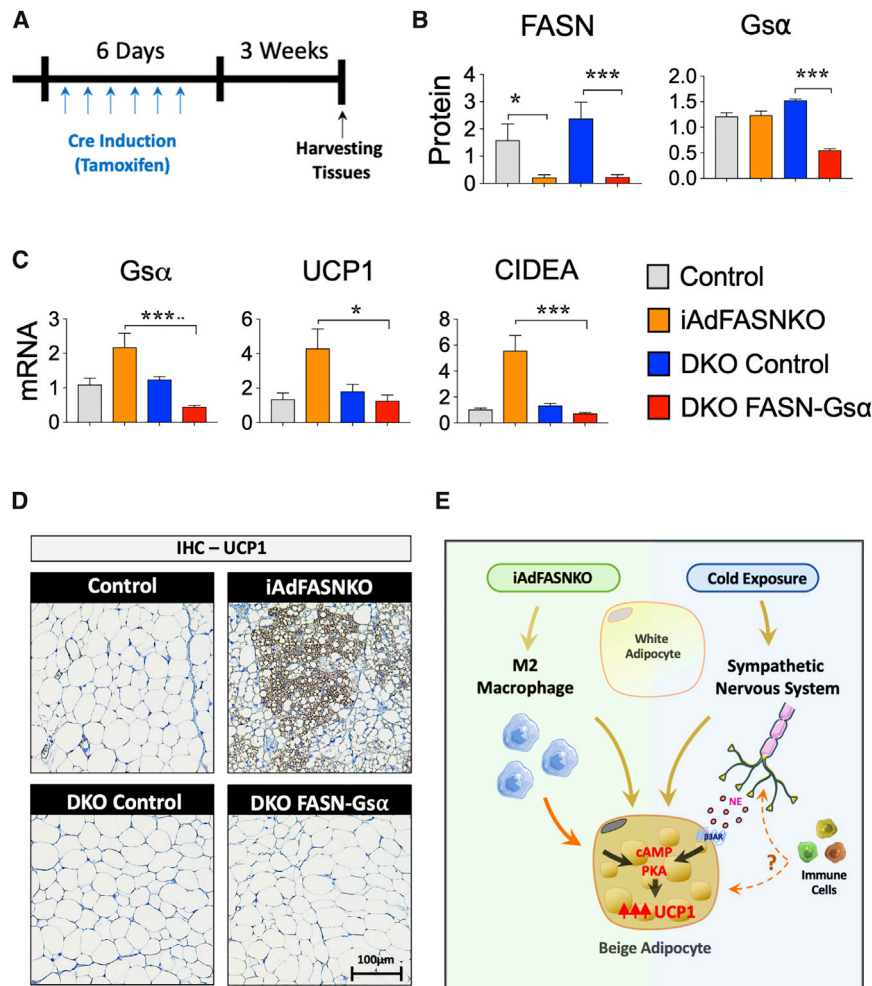 A
6 Days
3 Weeks
Cre Induction
(Tamoxifen)
Harvesting
Tissues
B
FASN
Gsα
Protein
4
3
2
1
0
*
***
2.0
1.5
1.0
0.5
0.0
***
C
Gsα
UCP1
CIDEA
mRNA
3
2
1
0
***..
6
4
2
0
*
8
6
4
2
0
***
Control
iAdFASNKO
DKO Control
DKO FASN-Gsα
D
IHC – UCP1
Control
iAdFASNKO
DKO Control
DKO FASN-Gsα
100μm
E
iAdFASNKO
Cold Exposure
White
Adipocyte
M2
Macrophage
Sympathetic
Nervous System
NE
β3AR
cAMP
PKA
UCP1
?
Immune
Cells
Beige Adipocyte